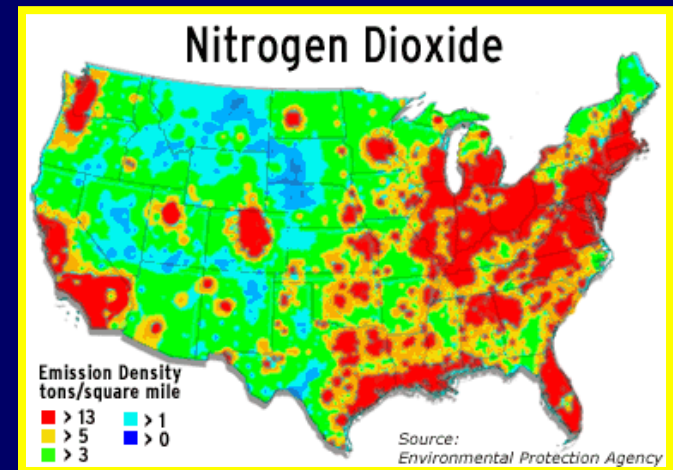 Nitrogen Dioxide
Emission Density
tons/square mile
> 13
> 5
> 3
> 1
> 0
Source:
Environmental Protection Agency